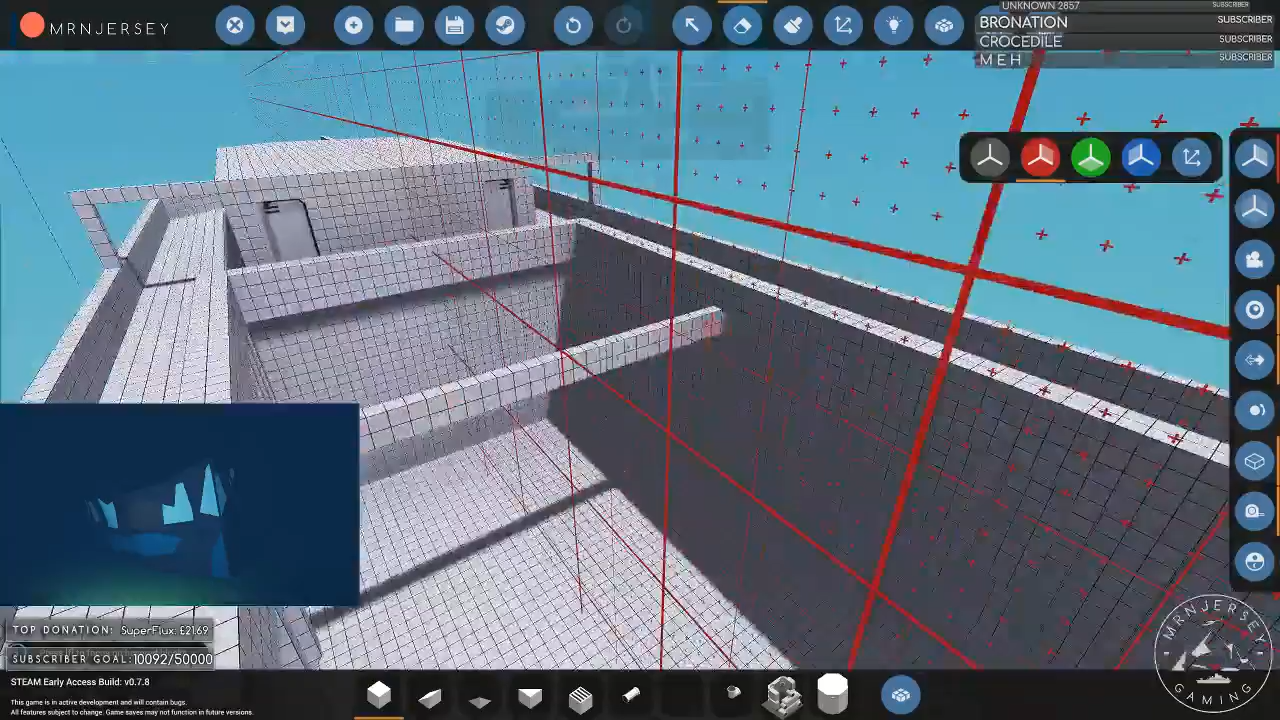 MRNJERSEY
UNKNOWN 2857 SUBSCRIBER
BRONATION SUBSCRIBER
CROCEDILE SUBSCRIBER
MEH SUBSCRIBER
TOP DONATION: SUPERFLUX: £21.69
SUBSCRIBER GOAL: 10092/50000
STEAM Early Access Build: v0.7.8
This game is in active development and will contain bugs.
All features subject to change. Game saves may not function in future versions.
MRNJERSEY
GAMING